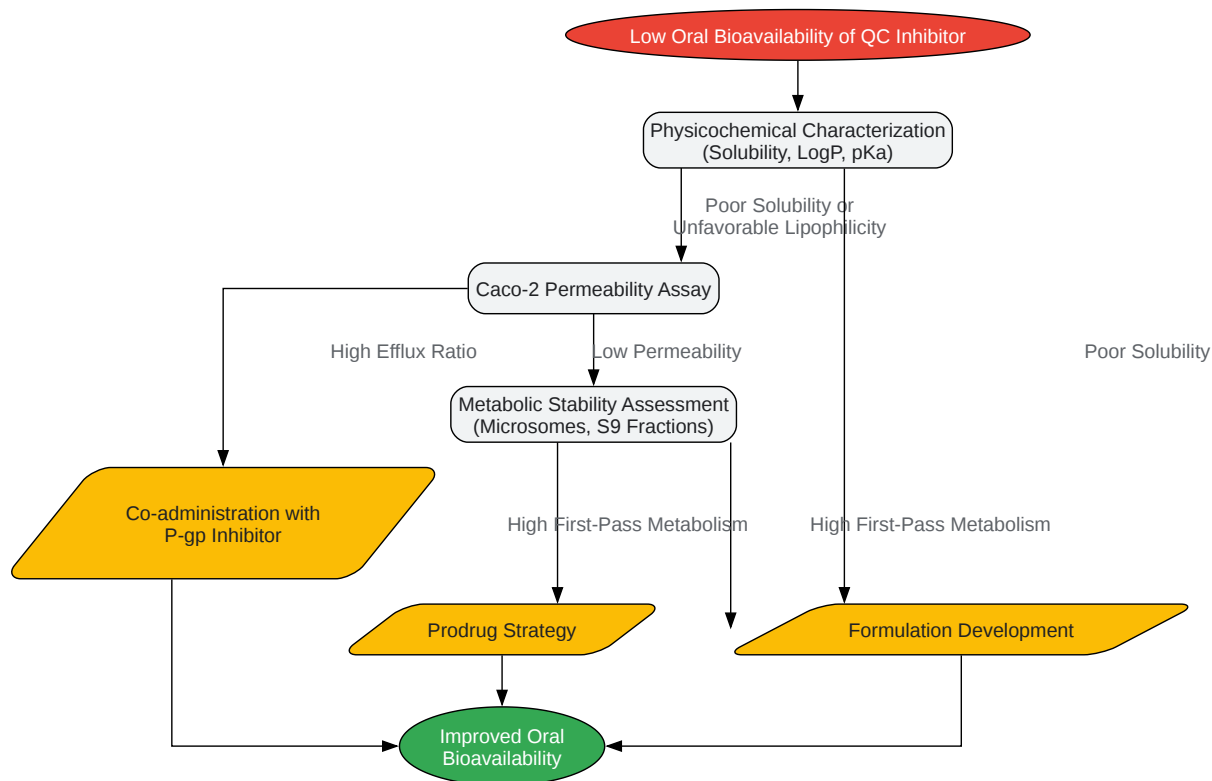 Low Oral Bioavailability of QC Inhibitor
Physicochemical Characterization
(Solubility, LogP, pKa)
Poor Solubility or
Unfavorable Lipophilicity
Caco-2 Permeability Assay
High Efflux Ratio
Low Permeability
Poor Solubility
Metabolic Stability Assessment
(Microsomes, S9 Fractions)
Co-administration with
P-gp Inhibitor
High First-Pass Metabolism
High First-Pass Metabolism
Prodrug Strategy
Formulation Development
Improved Oral
Bioavailability